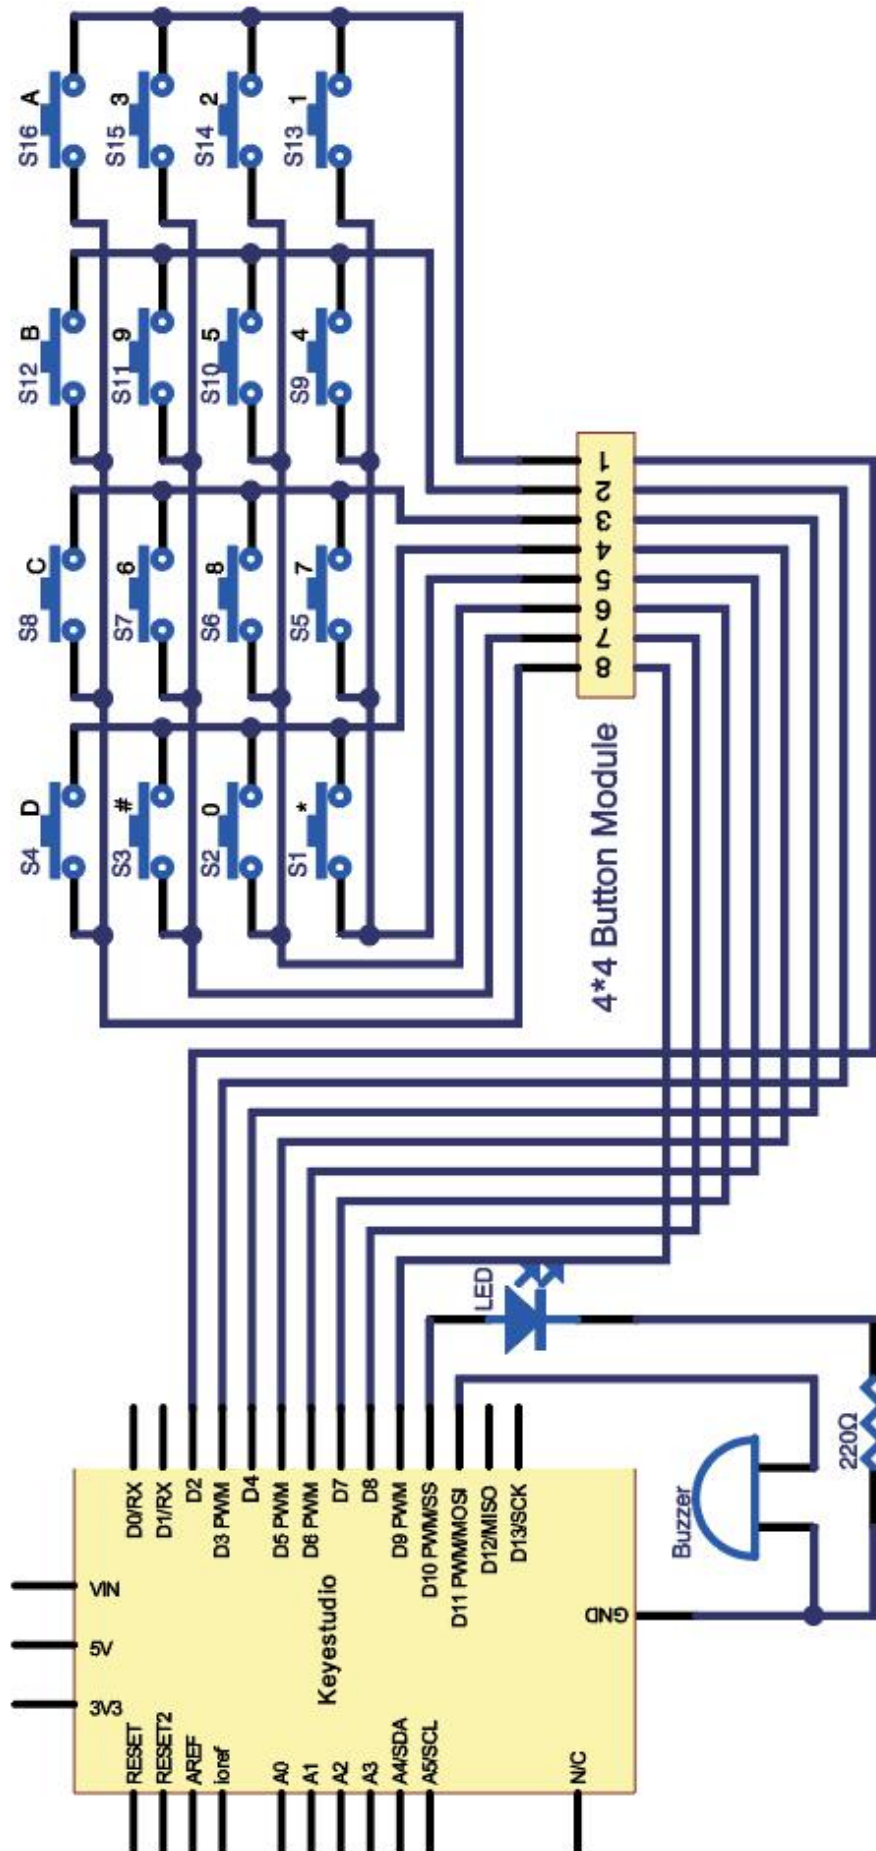 S4 D
S8 C
S12 B
S16 A
S3 #
S7 6
S11 9
S15 3
S2 0
S6 8
S10 5
S14 2
S1 *
S5 7
S9 4
S13 1
8 7 6 5 4 3 2 1
4*4 Button Module
RESET
RESET2
AREF
ioref
A0
A1
A2
A3
A4/SDA
A5/SCL
N/C
3V3
5V
VIN
Keyestudio
GND
D0/RX
D1/RX
D2
D3 PWM
D4
D5 PWM
D6 PWM
D7
D8
D9 PWM
D10 PWM/SS
D11 PWM/MOSI
D12/MISO
D13/SCK
LED
Buzzer
220Ω